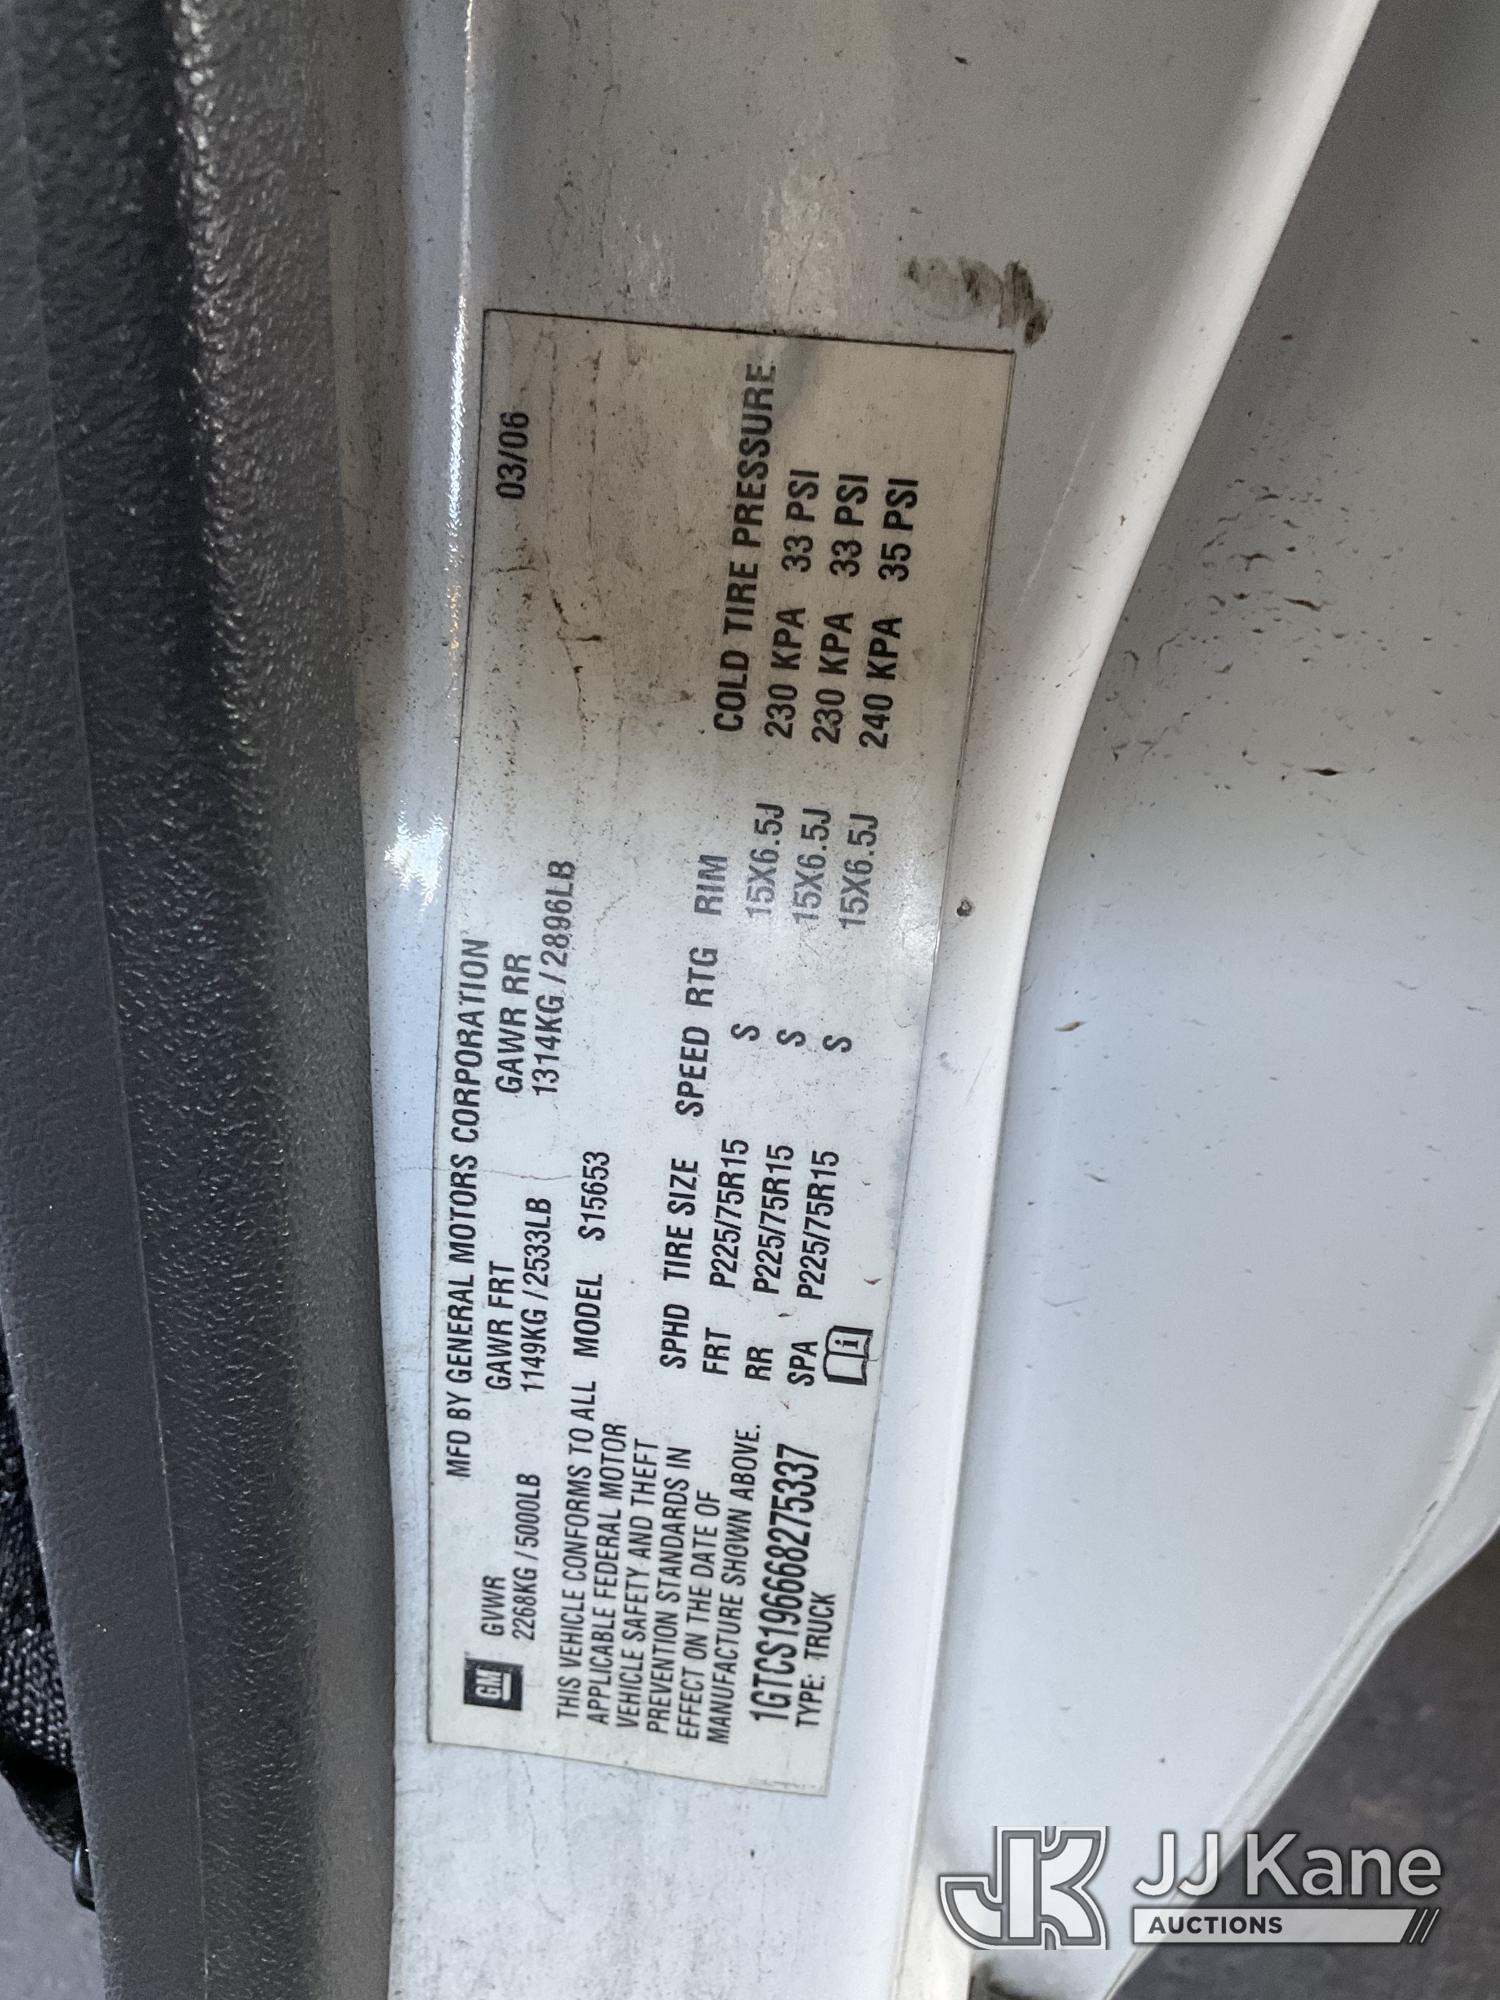 MFD BY GENERAL MOTORS CORPORATION 03/06
GM GVWR GAWR FRT GAWR RR
2268KG / 5000LB 1149KG / 2533LB 1314KG / 2896LB
THIS VEHICLE CONFORMS TO ALL MODEL S15653
APPLICABLE FEDERAL MOTOR
VEHICLE SAFETY AND THEFT
PREVENTION STANDARDS IN
EFFECT ON THE DATE OF
MANUFACTURE SHOWN ABOVE.
1GTCS196668275337
TYPE: TRUCK
SPHD TIRE SIZE SPEED RTG RIM COLD TIRE PRESSURE
FRT P225/75R15 S 15X6.5J 230 KPA 33 PSI
RR P225/75R15 S 15X6.5J 230 KPA 33 PSI
SPA P225/75R15 S 15X6.5J 240 KPA 35 PSI
i
JK JJ Kane
AUCTIONS